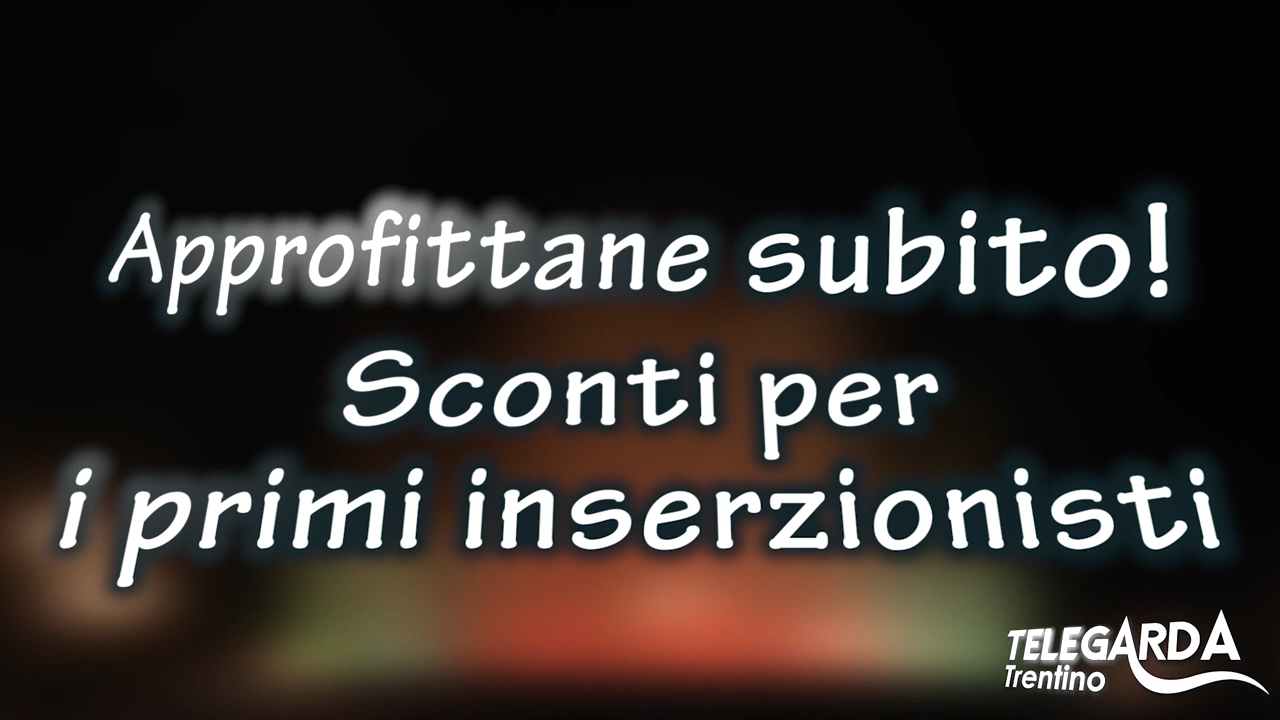 Approfittane subito!
Sconti per
i primi inserzionisti
TELEGARDA
Trentino